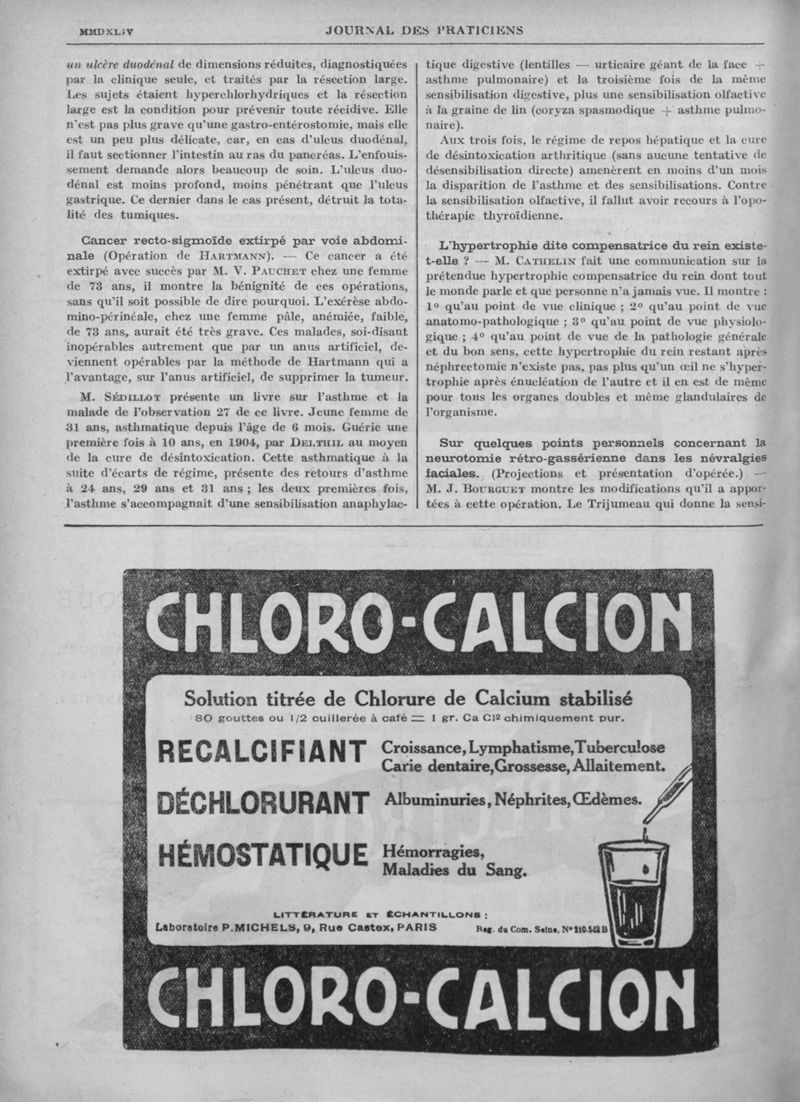 MMDXLIV
JOURNAL DES PRATICIENS
un ulcère duodénal de dimensions réduites, diagnostiquées
par la clinique seule, et traités par la résection large.
Les sujets étaient hyperchlorhydriques et la résection
large est la condition pour prévenir toute récidive. Elle
n'est pas plus grave qu'une gastro-entérostomie, mais elle
est un peu plus délicate, car, en cas d'ulcus duodénal,
il faut sectionner l'intestin au ras du pancréas. L'enfouis-
sement demande alors beaucoup de soin. L'ulcus duo-
dénal est moins profond, moins pénétrant que l'ulcus
gastrique. Ce dernier dans le cas présent, détruit la tota-
lité des tumiques.
Cancer recto-sigmoïde extirpé par voie abdomi-
nale (Opération de HARTMANN). — Ce cancer a été
extirpé avec succès par M. V. PAUCHET chez une femme
de 73 ans, il montre la bénignité de ces opérations,
sans qu'il soit possible de dire pourquoi. L'exérèse abdo-
mino-périnéale, chez une femme pâle, anémiée, faible,
de 73 ans, aurait été très grave. Ces malades, soi-disant
inopérables autrement que par un anus artificiel, de-
viennent opérables par la méthode de Hartmann qui a
l'avantage, sur l'anus artificiel, de supprimer la tumeur.
M. SÉDILLOT présente un livre sur l'asthme et la
malade de l'observation 27 de ce livre. Jeune femme de
31 ans, asthmatique depuis l'âge de 6 mois. Guérie une
première fois à 10 ans, en 1904, par DELTHIL au moyen
de la cure de désintoxication. Cette asthmatique à la
suite d'écarts de régime, présente des retours d'asthme
à 24 ans, 29 ans et 31 ans ; les deux premières fois,
l'asthme s'accompagnait d'une sensibilisation anaphylac-
tique digestive (lentilles — urticaire géant de la face +
asthme pulmonaire) et la troisième fois de la même
sensibilisation digestive, plus une sensibilisation olfactive
à la graine de lin (coryza spasmodique + asthme pulmo-
naire).
Aux trois fois, le régime de repos hépatique et la cure
de désintoxication arthritique (sans aucune tentative de
désensibilisation directe) amenèrent en moins d'un mois
la disparition de l'asthme et des sensibilisations. Contre
la sensibilisation olfactive, il fallut avoir recours à l'opo-
thérapie thyroïdienne.
L'hypertrophie dite compensatrice du rein existe-
t-elle ? — M. CATHELIN fait une communication sur la
prétendue hypertrophie compensatrice du rein dont tout
le monde parle et que personne n'a jamais vue. Il montre :
1º qu'au point de vue clinique ; 2º qu'au point de vue
anatomo-pathologique ; 3º qu'au point de vue physiolo-
gique ; 4º qu'au point de vue de la pathologie générale
et du bon sens, cette hypertrophie du rein restant après
néphrectomie n'existe pas, pas plus qu'un œil ne s'hyper-
trophie après énucléation de l'autre et il en est de même
pour tous les organes doubles et même glandulaires de
l'organisme.
Sur quelques points personnels concernant la
neurotomie rétro-gassérienne dans les névralgies
faciales. (Projections et présentation d'opérée.) —
M. J. BOURGUET montre les modifications qu'il a appor-
tées à cette opération. Le Trijumeau qui donne la sensi-
CHLORO-CALCION
Solution titrée de Chlorure de Calcium stabilisé
80 gouttes ou 1/2 cuillerée à café = 1 gr. Ca Cl² chimiquement pur.
RECALCIFIANT Croissance, Lymphatisme, Tuberculose
Carie dentaire, Grossesse, Allaitement.
DÉCHLORURANT Albuminuries, Néphrites, Œdèmes.
HÉMOSTATIQUE Hémorragies,
Maladies du Sang.
LITTÉRATURE ET ÉCHANTILLONS :
Laboratoire P. MICHELS, 9, Rue Castex, PARIS Reg. du Com. Seine, Nº 210.542 B
CHLORO-CALCION